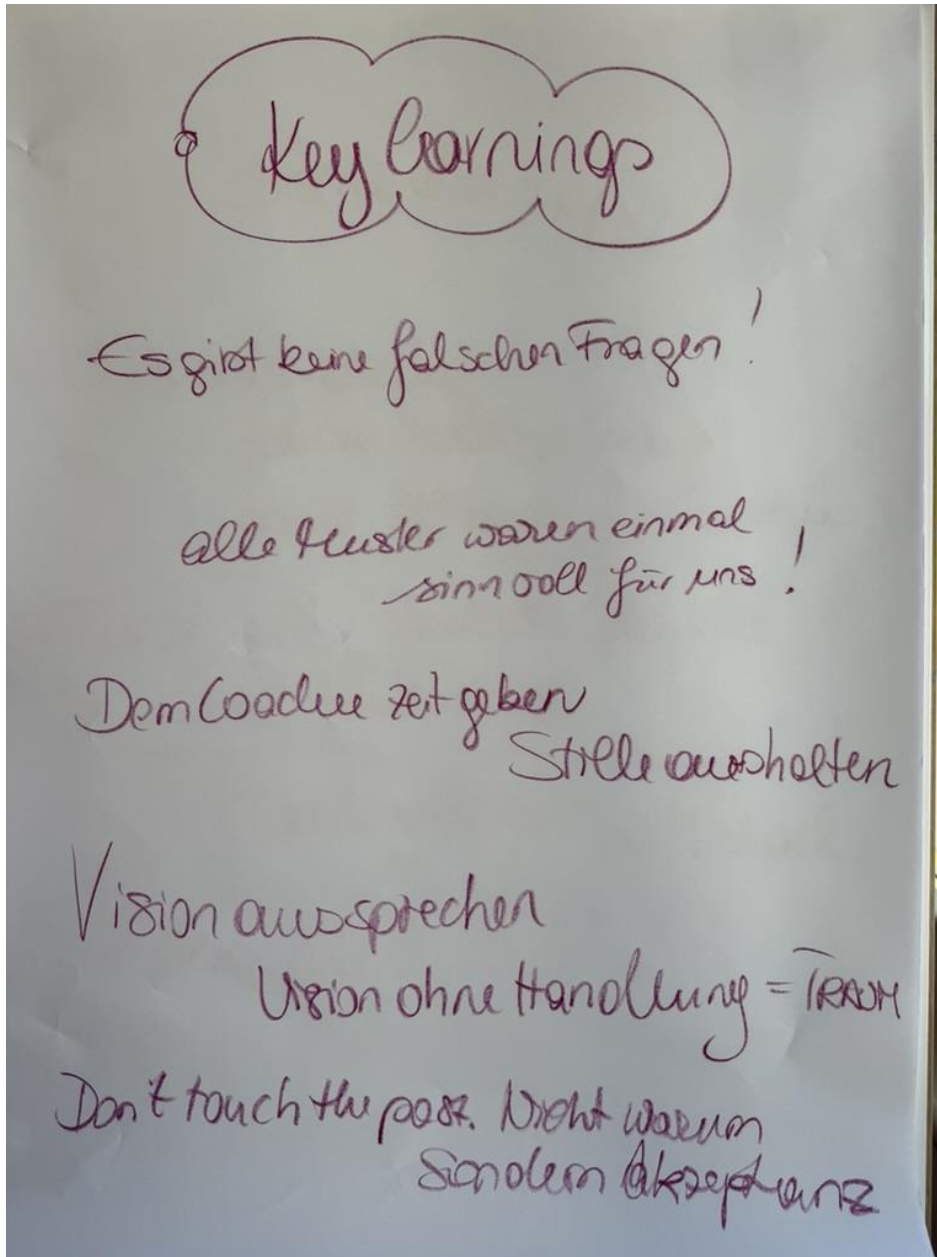 Key Learnings
Es gibt keine falschen Fragen!
alle Muster waren einmal
sinnvoll für uns!
Dem Coachee Zeit geben
Stille aushalten
Vision aussprechen
Vision ohne Handlung = TRAUM
Don't touch the past. Nicht warum
sondern Akzeptanz